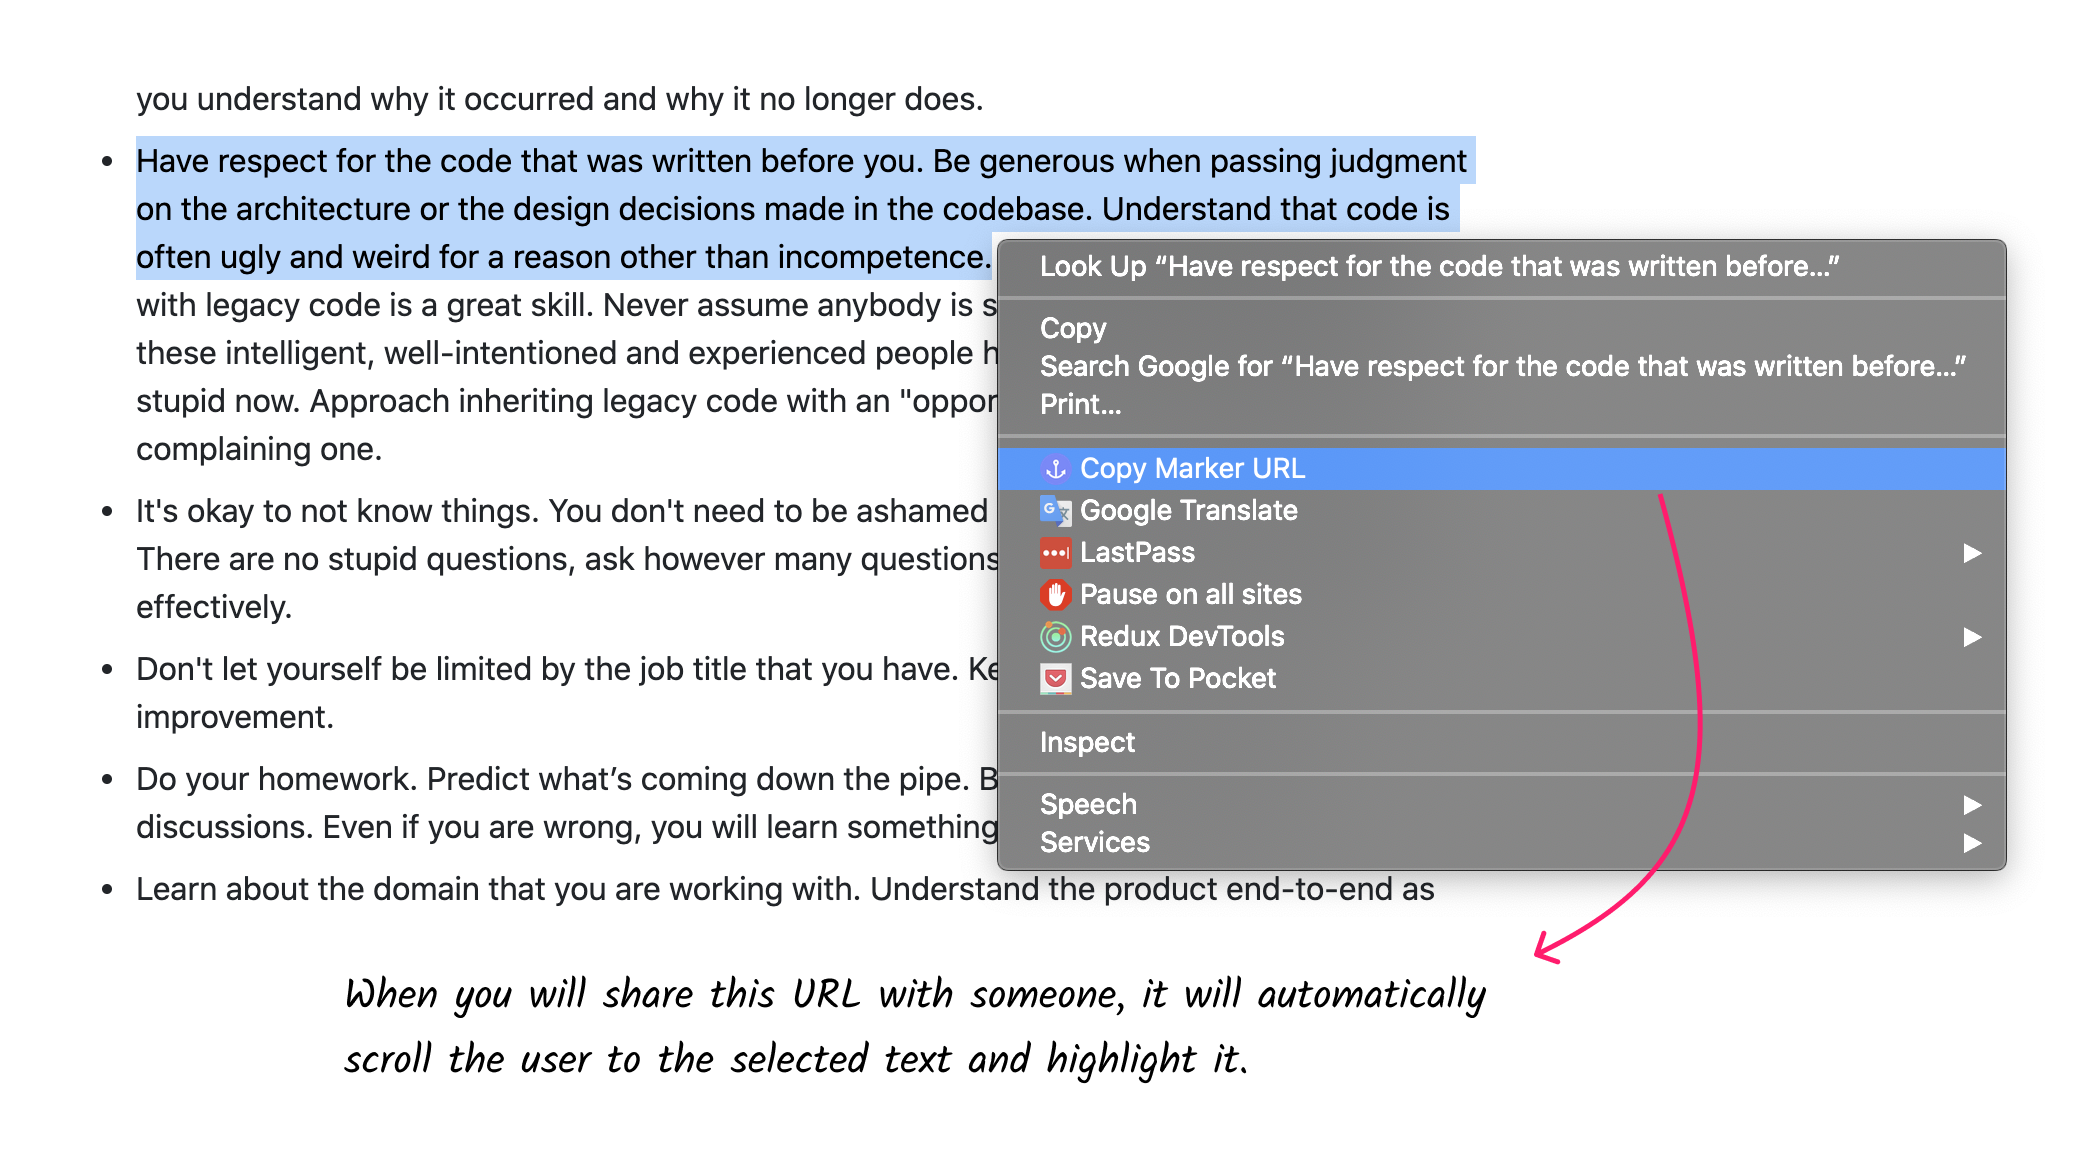 you understand why it occurred and why it no longer does.
• Have respect for the code that was written before you. Be generous when passing judgment
on the architecture or the design decisions made in the codebase. Understand that code is
often ugly and weird for a reason other than incompetence.
with legacy code is a great skill. Never assume anybody is
these intelligent, well-intentioned and experienced people
stupid now. Approach inheriting legacy code with an
complaining one.
• It's okay to not know things. You don't need to be ashamed
There are no stupid questions, ask however many questions
effectively.
• Don't let yourself be limited by the job title that you have.
improvement.
• Do your homework. Predict what’s coming down the pipe.
discussions. Even if you are wrong, you will learn something
• Learn about the domain that you are working with. Understand the product end-to-end as
Look Up “Have respect for the code that was written before...”
Copy
Search Google for “Have respect for the code that was written before...”
Print...
Copy Marker URL
Google Translate
LastPass
Pause on all sites
Redux DevTools
Save To Pocket
Inspect
Speech
Services
When you will share this URL with someone, it will automatically
scroll the user to the selected text and highlight it.